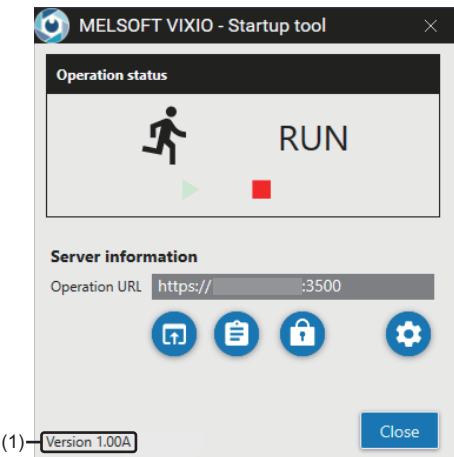 MELSOFT VIXIO - Startup tool
Operation status
RUN
Server information
Operation URL https:// :3500
Close
(1) Version 1.00A